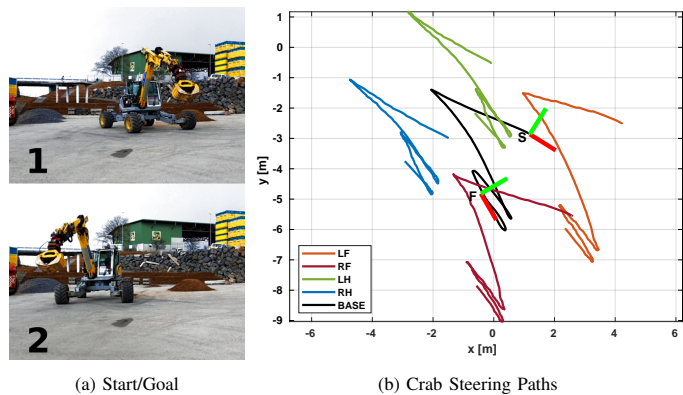 1
2
(a) Start/Goal
1
0
-1
-2
-3
-4
-5
-6
-7
-8
-9
y [m]
S
F
LF
RF
LH
RH
BASE
-6 -4 -2 0 2 4 6
x [m]
(b) Crab Steering Paths